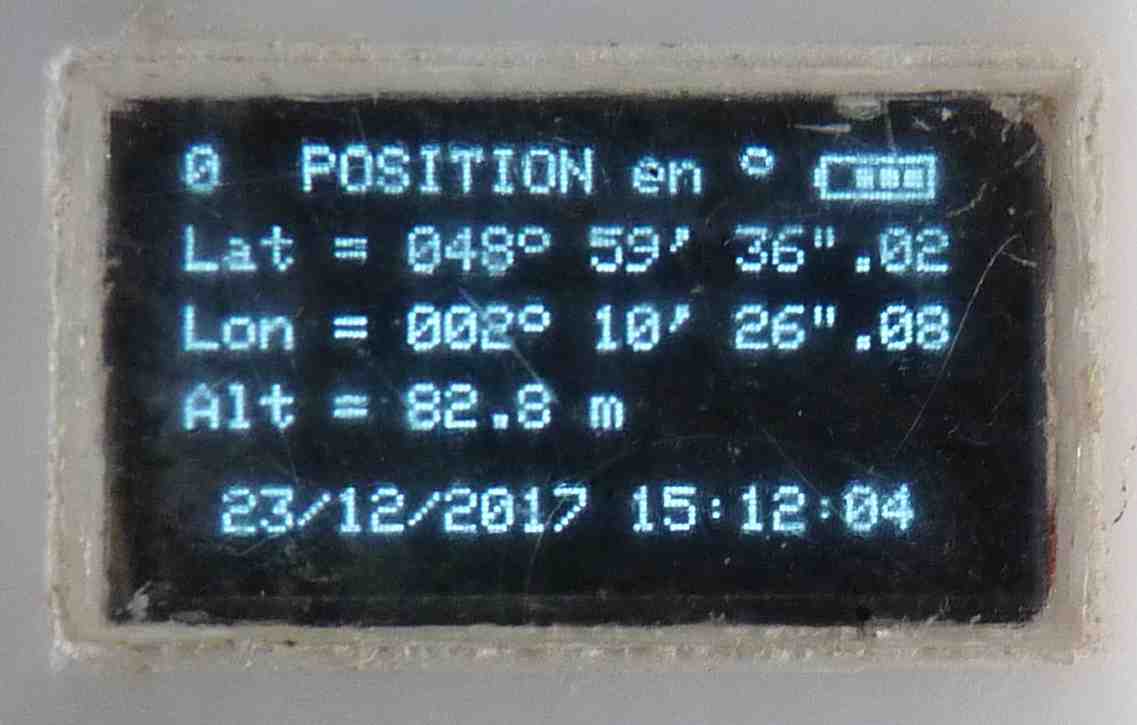 0 POSITION en °
Lat = 048° 59' 36".02
Lon = 002° 10' 26".08
Alt = 82.8 m
23/12/2017 15:12:04